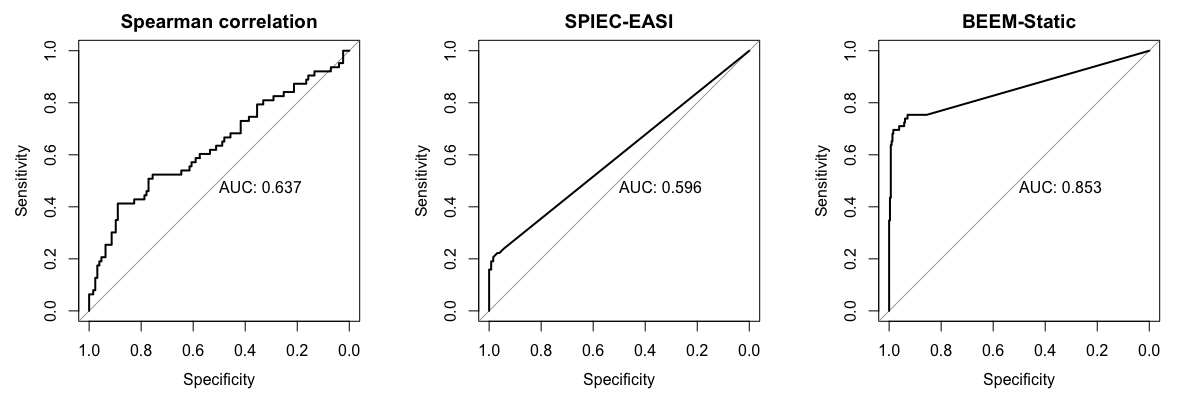 Spearman correlation
1.0
0.8
0.6
0.4
0.2
0.0
Sensitivity
AUC: 0.637
1.0 0.8 0.6 0.4 0.2 0.0
Specificity
SPIEC-EASI
1.0
0.8
0.6
0.4
0.2
0.0
Sensitivity
AUC: 0.596
1.0 0.8 0.6 0.4 0.2 0.0
Specificity
BEEM-Static
1.0
0.8
0.6
0.4
0.2
0.0
Sensitivity
AUC: 0.853
1.0 0.8 0.6 0.4 0.2 0.0
Specificity